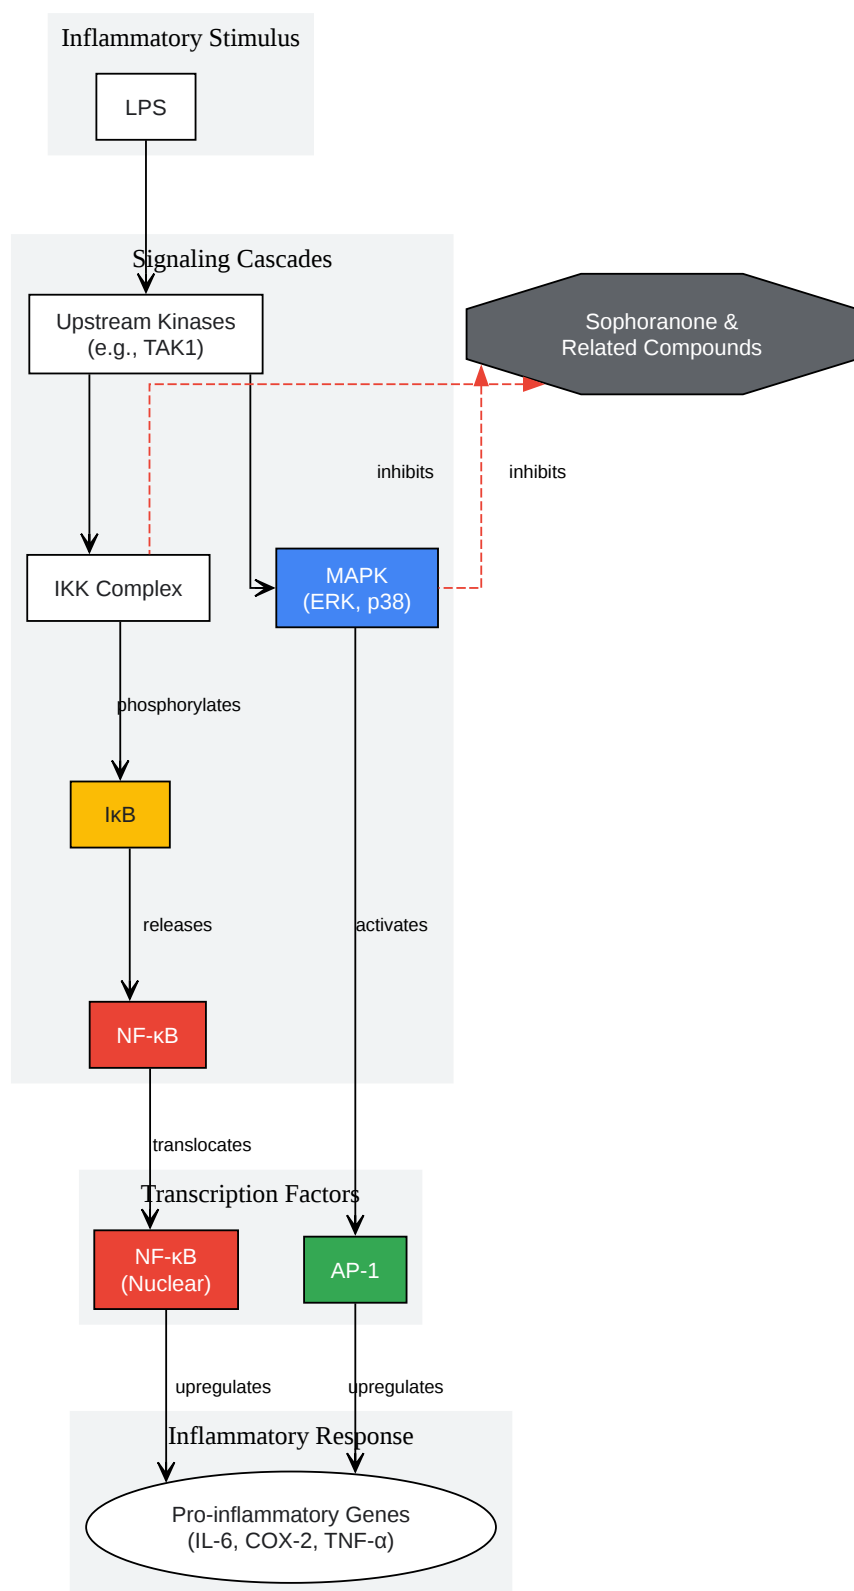 Inflammatory Stimulus
LPS
Signaling Cascades
Upstream Kinases
(e.g., TAK1)
Sophoranone &
Related Compounds
inhibits
inhibits
IKK Complex
MAPK
(ERK, p38)
phosphorylates
IκB
releases
activates
NF-κB
translocates
Transcription Factors
NF-κB
(Nuclear)
AP-1
upregulates
upregulates
Inflammatory Response
Pro-inflammatory Genes
(IL-6, COX-2, TNF-α)